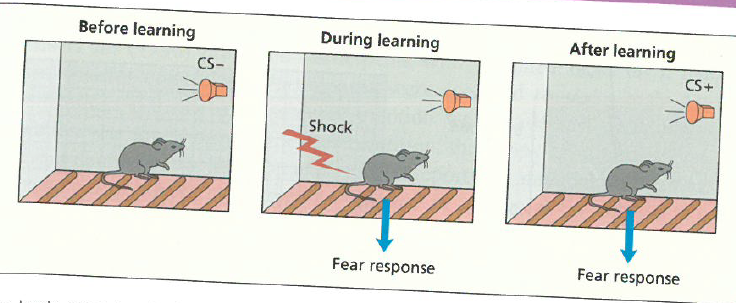 Before learning
CS–
During learning
Shock
Fear response
After learning
CS+
Fear response